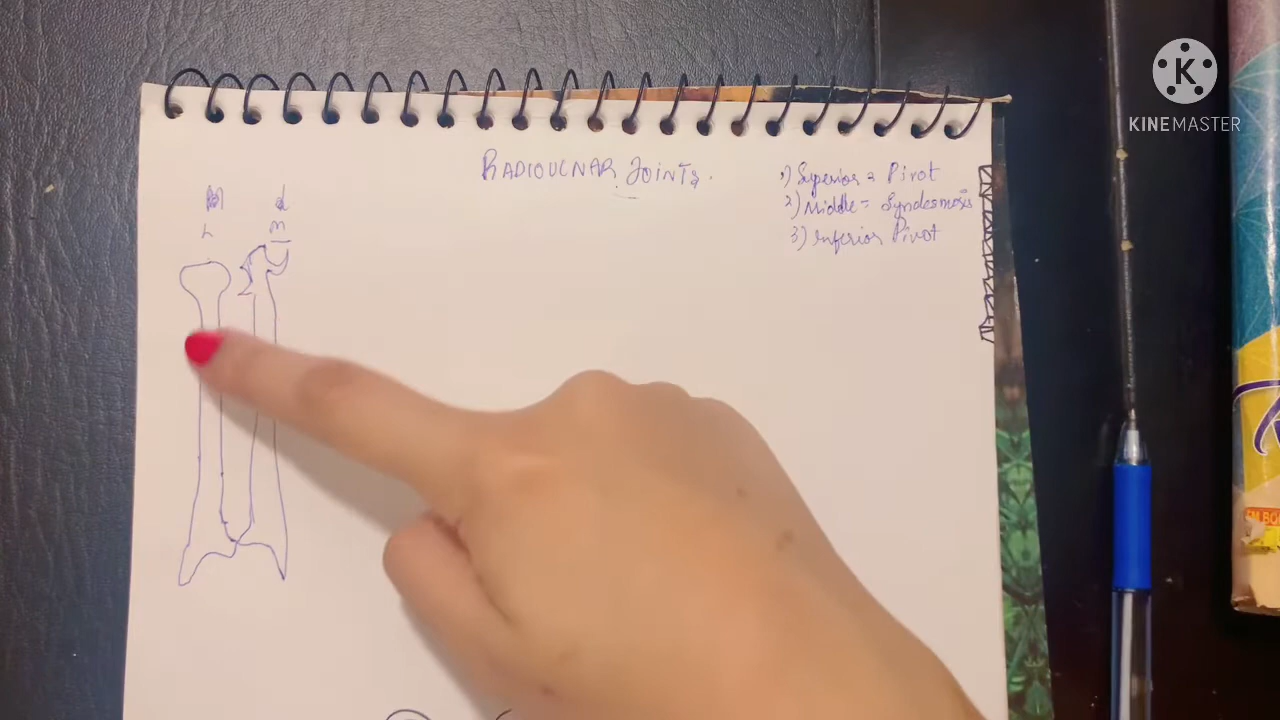 RADIOULNAR JOINTS.
1) Superior = Pivot
2) Middle = Syndesmosis
3) Inferior Pivot
L
M
K
KINEMASTER